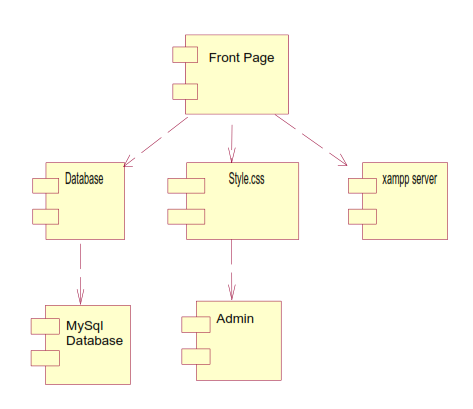 Front Page
Database
Style.css
xampp server
MySql
Database
Admin